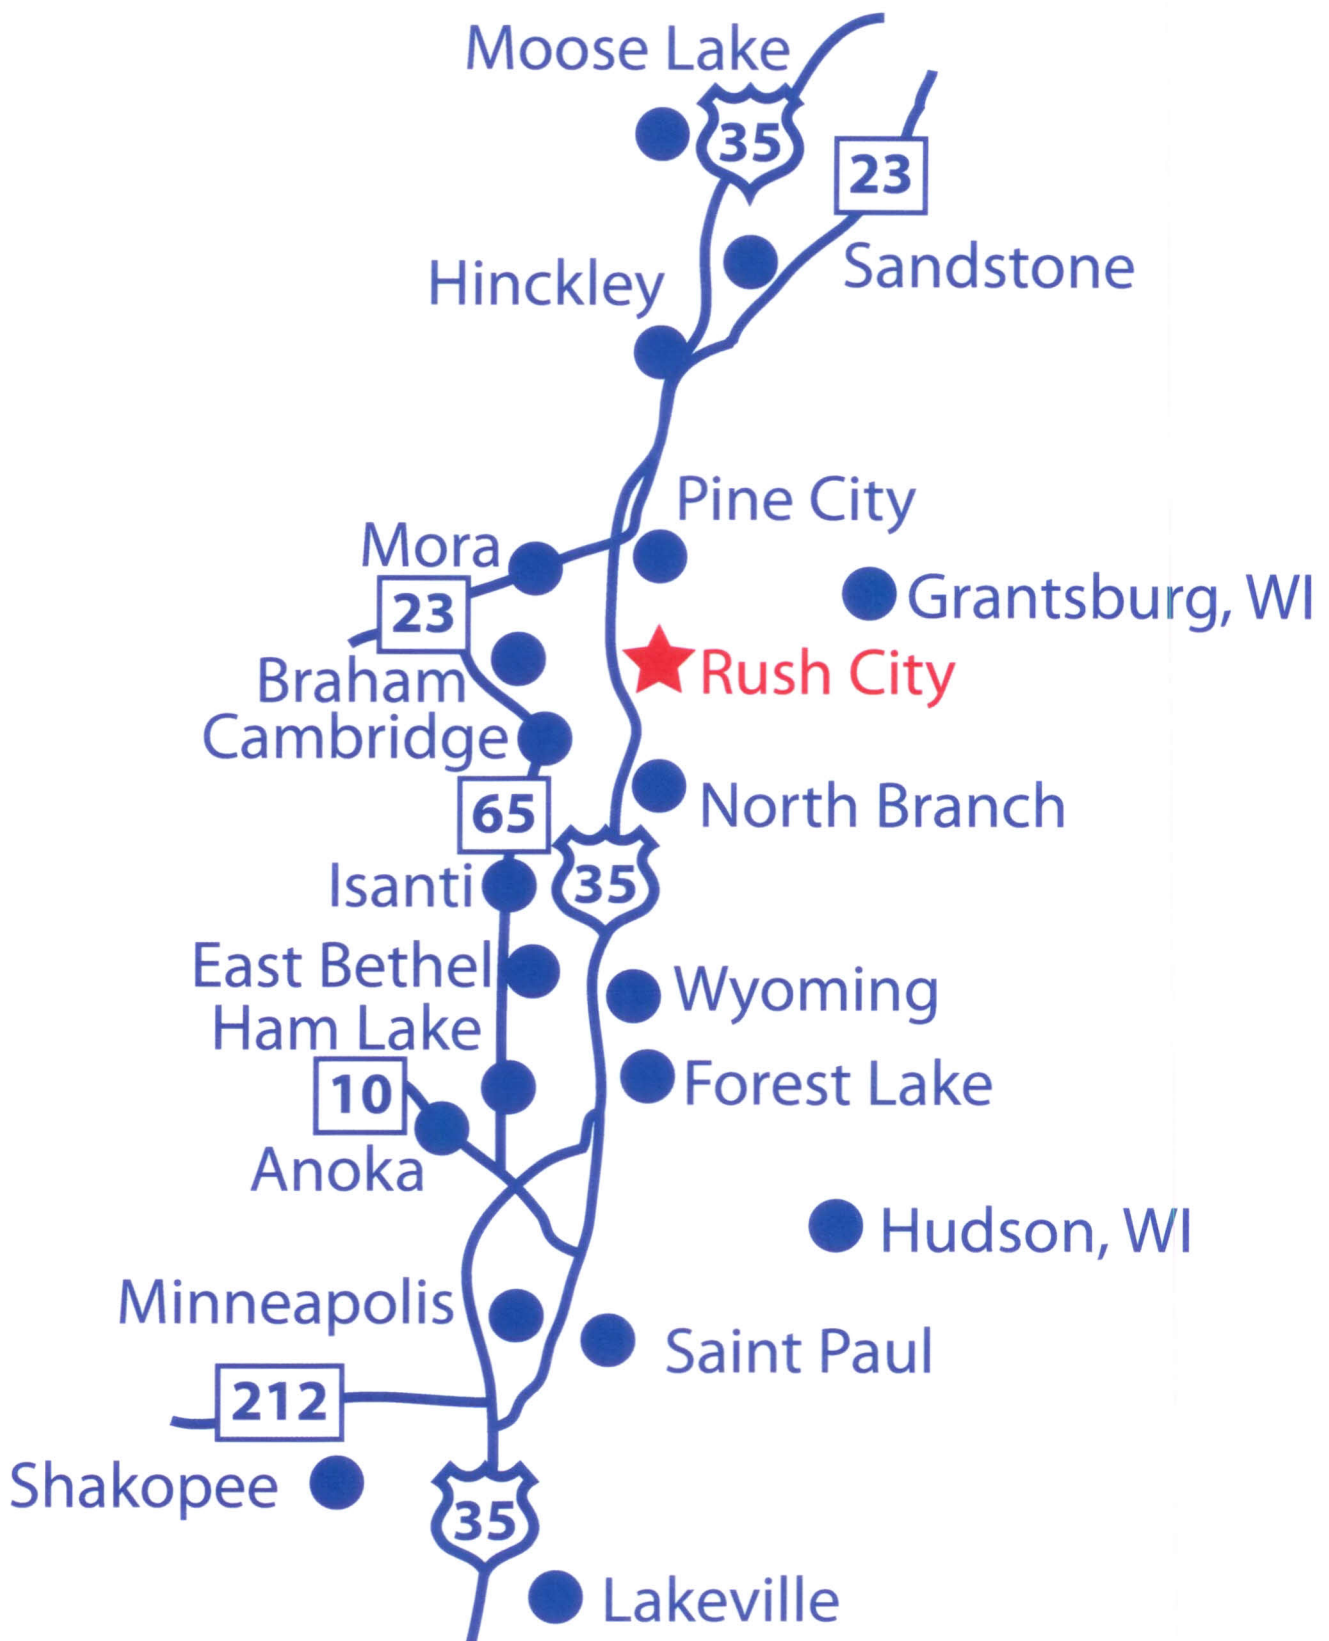 Moose Lake
35
23
Sandstone
Hinckley
Pine City
Mora
Grantsburg, WI
23
Rush City
Braham
Cambridge
North Branch
65
Isanti
35
East Bethel
Wyoming
Ham Lake
Forest Lake
10
Anoka
Hudson, WI
Minneapolis
Saint Paul
212
Shakopee
35
Lakeville